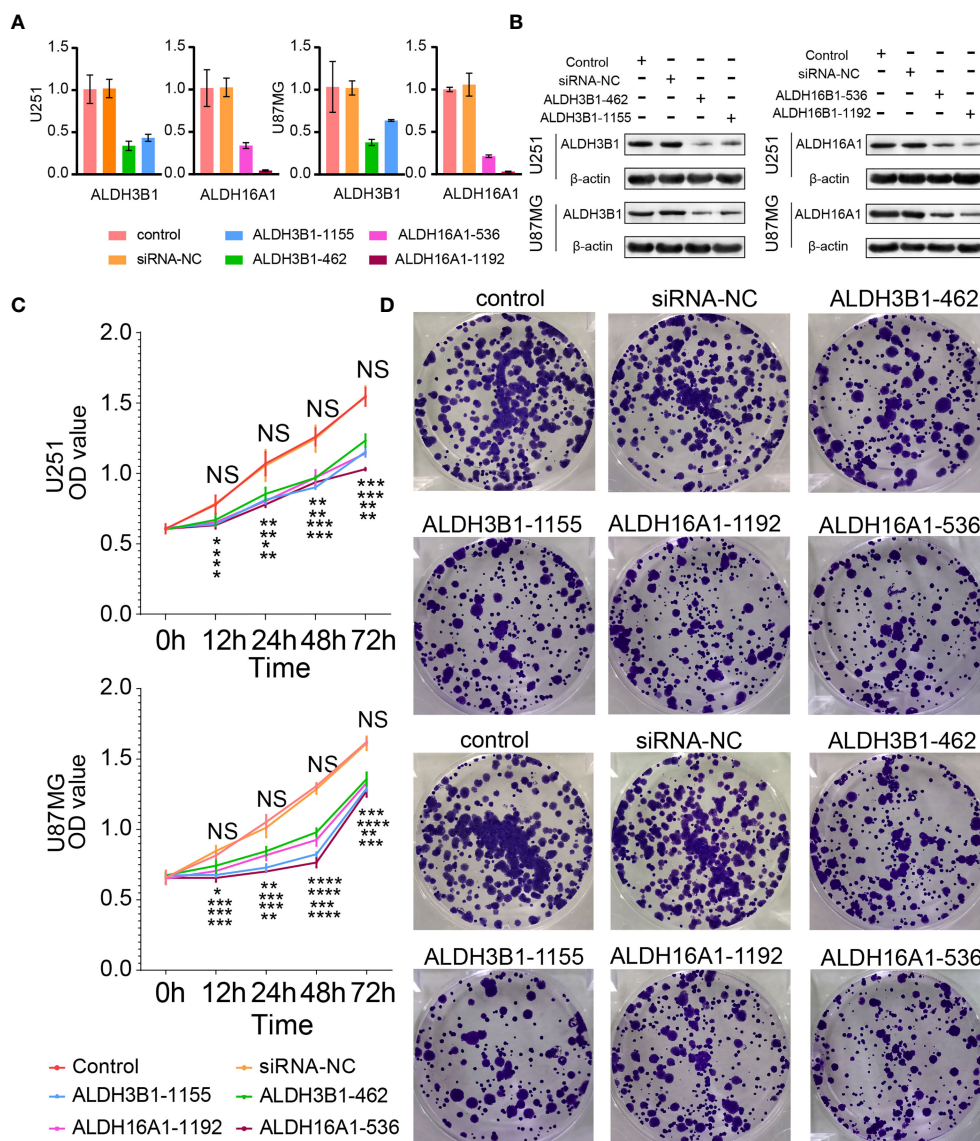 A
U251
1.5
1.0
0.5
0.0
ALDH3B1
1.5
1.0
0.5
0.0
ALDH16A1
U87MG
1.5
1.0
0.5
0.0
ALDH3B1
1.5
1.0
0.5
0.0
ALDH16A1
control
ALDH3B1-1155
ALDH16A1-536
siRNA-NC
ALDH3B1-462
ALDH16A1-1192
B
Control + - - -
siRNA-NC - + - -
ALDH3B1-462 - - + -
ALDH3B1-1155 - - - +
U251
ALDH3B1
β-actin
U87MG
ALDH3B1
β-actin
Control + - - -
siRNA-NC - + - -
ALDH16B1-536 - - + -
ALDH16B1-1192 - - - +
U251
ALDH16A1
β-actin
U87MG
ALDH16A1
β-actin
C
U251
OD value
2.0
1.5
1.0
0.5
0.0
NS
NS
NS
NS
*
*
*
*
**
**
*
**
**
**
***
***
***
***
**
**
0h 12h 24h 48h 72h
Time
U87MG
OD value
2.0
1.5
1.0
0.5
0.0
NS
NS
NS
NS
*
***
***
***
**
***
***
**
****
****
***
****
***
****
**
***
0h 12h 24h 48h 72h
Time
Control
siRNA-NC
ALDH3B1-1155
ALDH3B1-462
ALDH16A1-1192
ALDH16A1-536
D
control
siRNA-NC
ALDH3B1-462
ALDH3B1-1155
ALDH16A1-1192
ALDH16A1-536
control
siRNA-NC
ALDH3B1-462
ALDH3B1-1155
ALDH16A1-1192
ALDH16A1-536